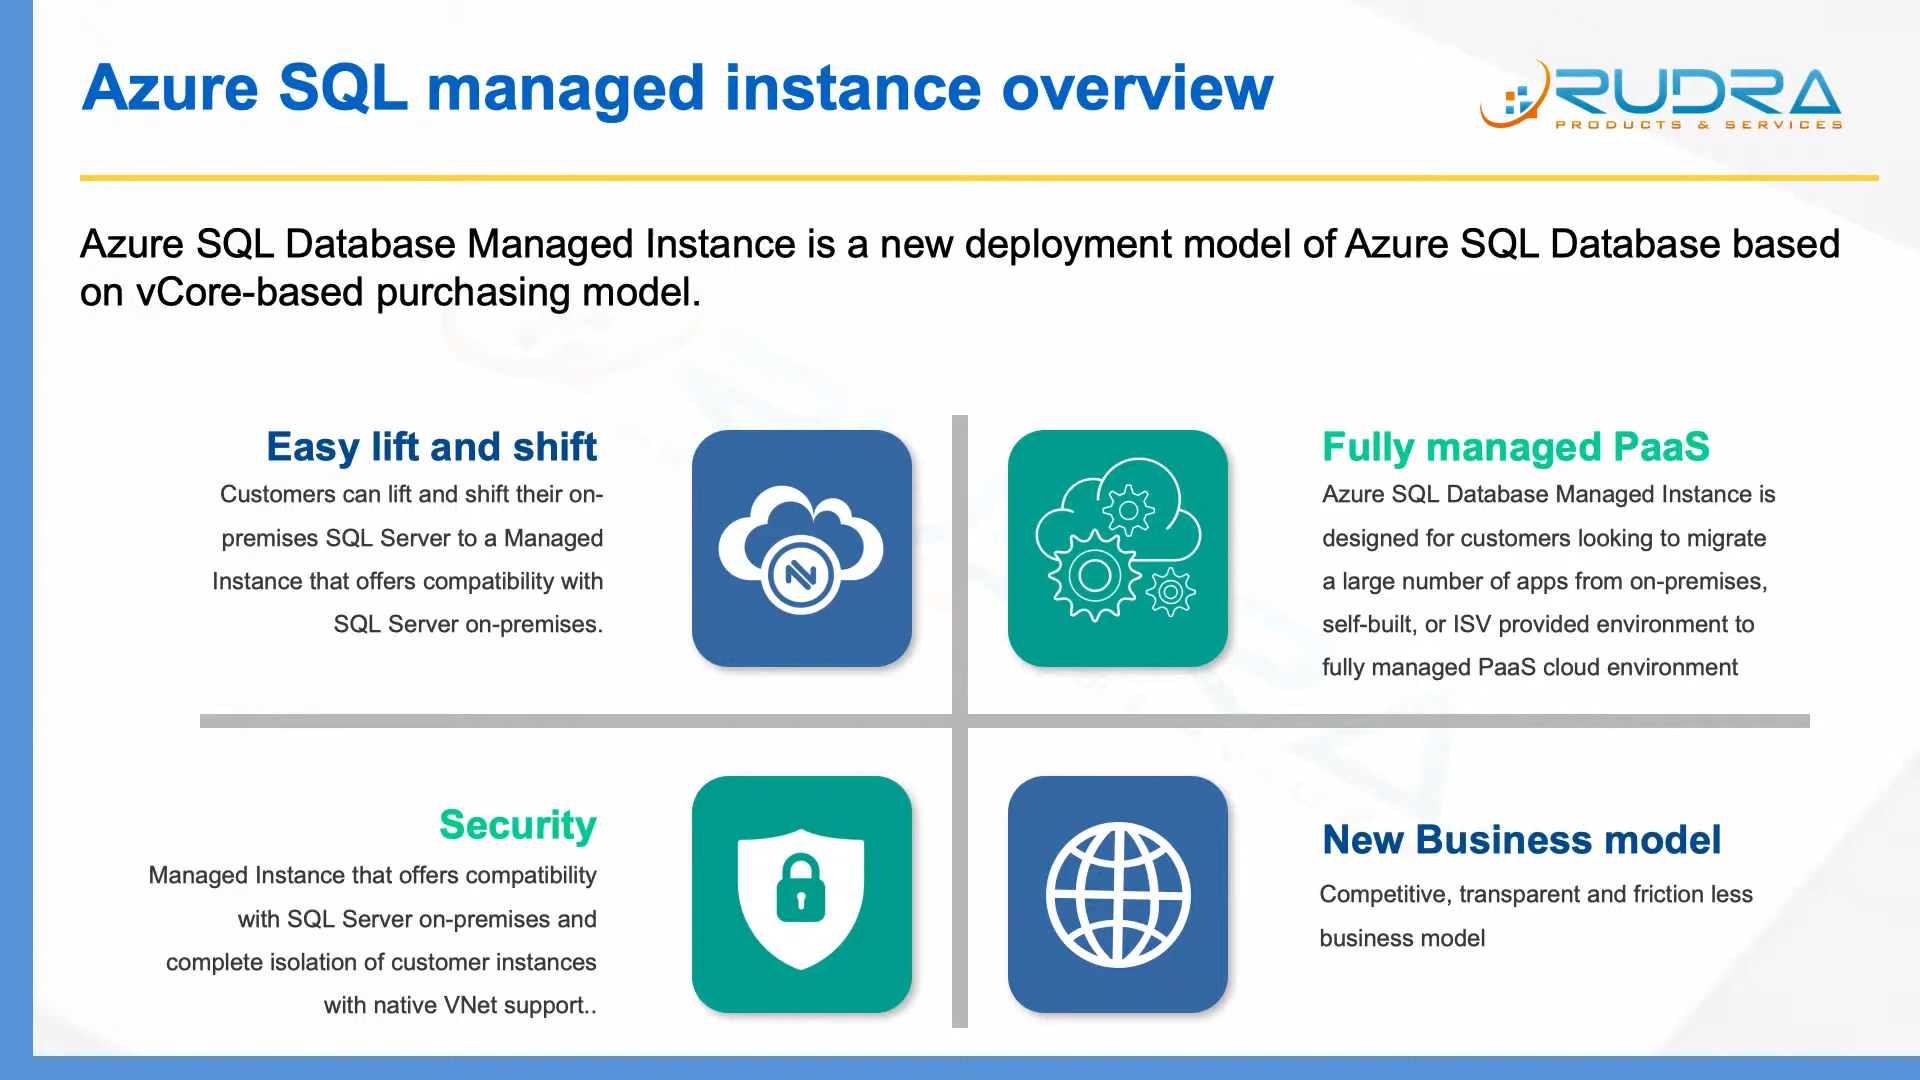 Azure SQL managed instance overview
RUDRA
PRODUCTS & SERVICES
Azure SQL Database Managed Instance is a new deployment model of Azure SQL Database based
on vCore-based purchasing model.
Easy lift and shift
Customers can lift and shift their on-
premises SQL Server to a Managed
Instance that offers compatibility with
SQL Server on-premises.
Fully managed PaaS
Azure SQL Database Managed Instance is
designed for customers looking to migrate
a large number of apps from on-premises,
self-built, or ISV provided environment to
fully managed PaaS cloud environment
Security
Managed Instance that offers compatibility
with SQL Server on-premises and
complete isolation of customer instances
with native VNet support..
New Business model
Competitive, transparent and friction less
business model